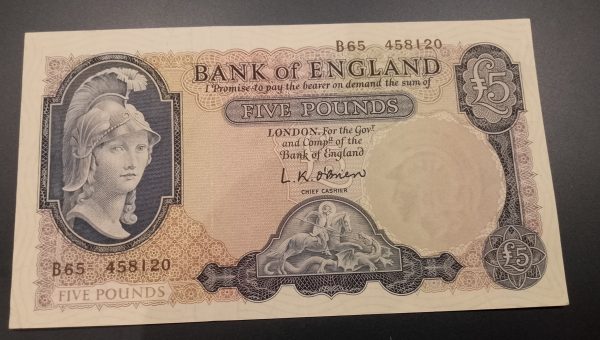 B65 458120
BANK of ENGLAND
I Promise to pay the bearer on demand the sum of
FIVE POUNDS
£5
LONDON. For the Govr
and Compa of the
Bank of England
L.K. O'Brien
CHIEF CASHIER
B65 458120
FIVE POUNDS
£5